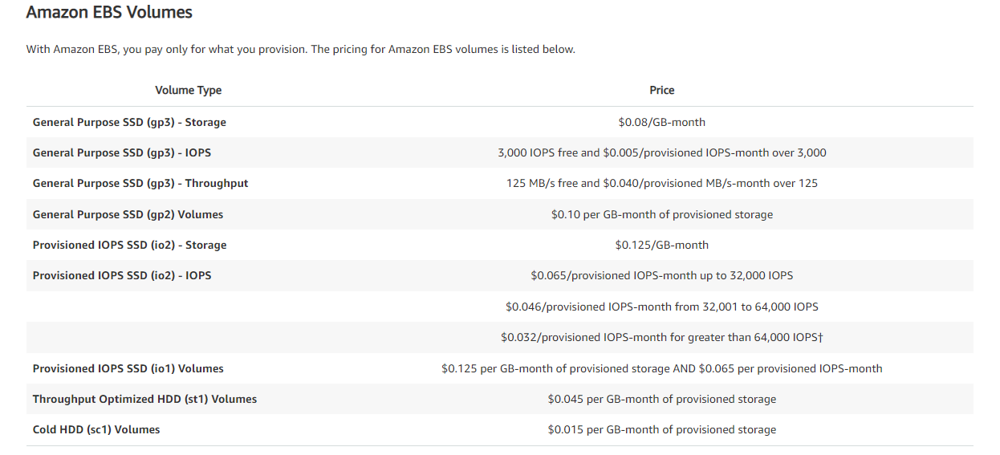 Amazon EBS Volumes
With Amazon EBS, you pay only for what you provision. The pricing for Amazon EBS volumes is listed below.
Volume Type Price
General Purpose SSD (gp3) - Storage $0.08/GB-month
General Purpose SSD (gp3) - IOPS 3,000 IOPS free and $0.005/provisioned IOPS-month over 3,000
General Purpose SSD (gp3) - Throughput 125 MB/s free and $0.040/provisioned MB/s-month over 125
General Purpose SSD (gp2) Volumes $0.10 per GB-month of provisioned storage
Provisioned IOPS SSD (io2) - Storage $0.125/GB-month
Provisioned IOPS SSD (io2) - IOPS $0.065/provisioned IOPS-month up to 32,000 IOPS
$0.046/provisioned IOPS-month from 32,001 to 64,000 IOPS
$0.032/provisioned IOPS-month for greater than 64,000 IOPS†
Provisioned IOPS SSD (io1) Volumes $0.125 per GB-month of provisioned storage AND $0.065 per provisioned IOPS-month
Throughput Optimized HDD (st1) Volumes $0.045 per GB-month of provisioned storage
Cold HDD (sc1) Volumes $0.015 per GB-month of provisioned storage